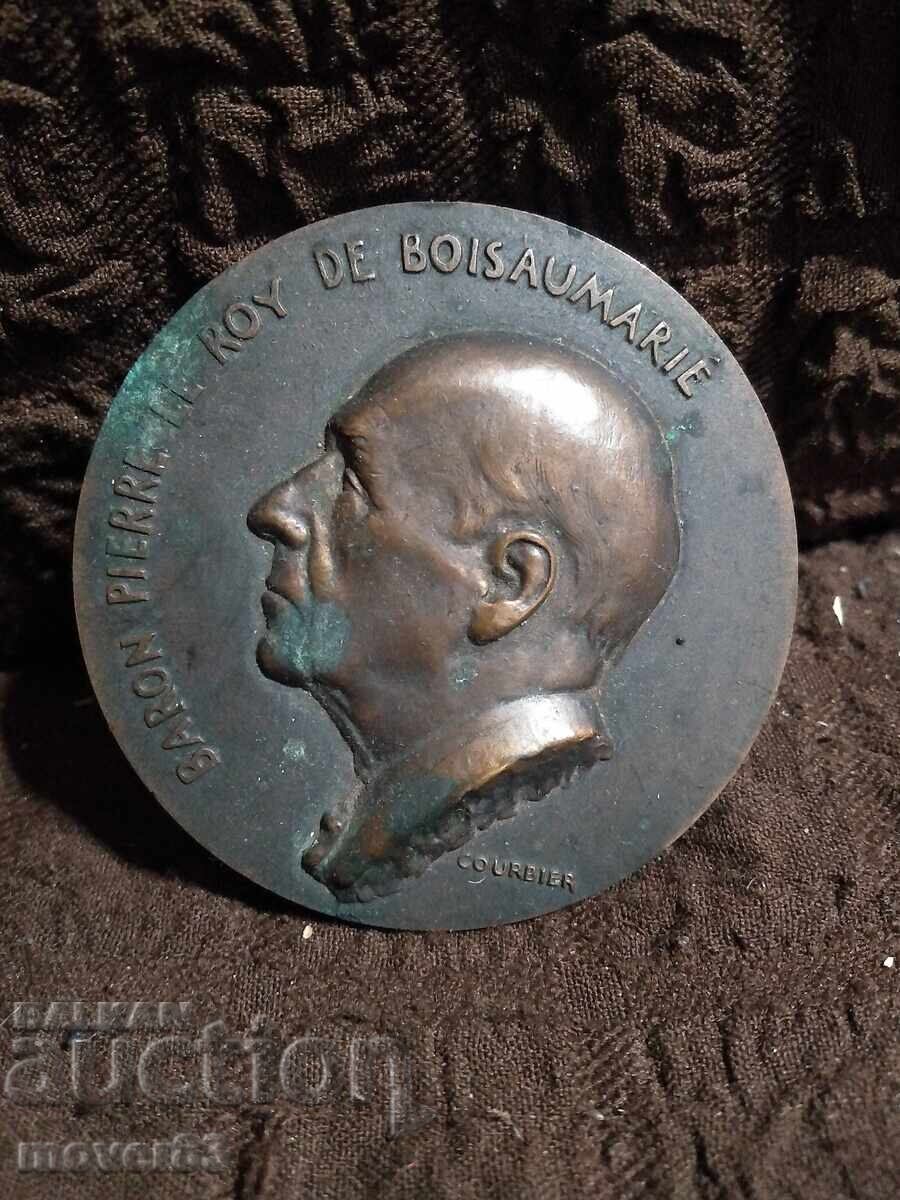 BARON PIERRE LE ROY DE BOISAUMARIÉ
COURBIER
BALKAN
auction
mover63